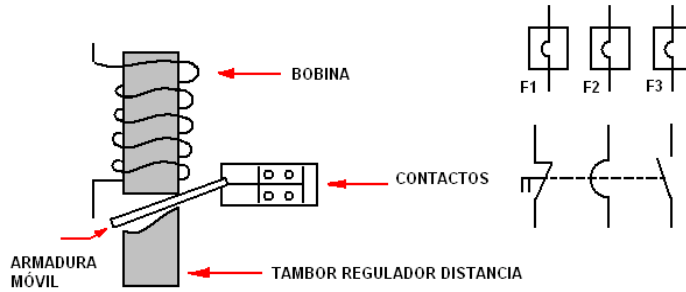 BOBINA
F1 F2 F3
CONTACTOS
ARMADURA
MÓVIL
TAMBOR REGULADOR DISTANCIA